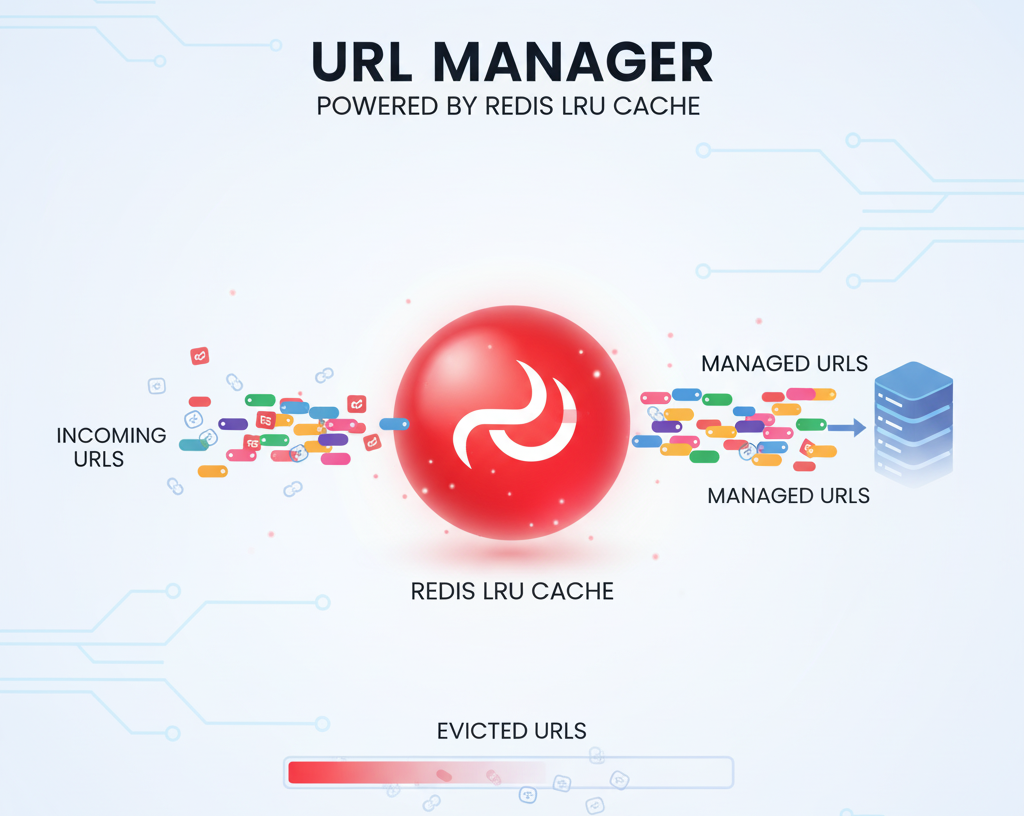 URL MANAGER
POWERED BY REDIS LRU CACHE
MANAGED URLS
INCOMING
URLS
MANAGED URLS
REDIS LRU CACHE
EVICTED URLS